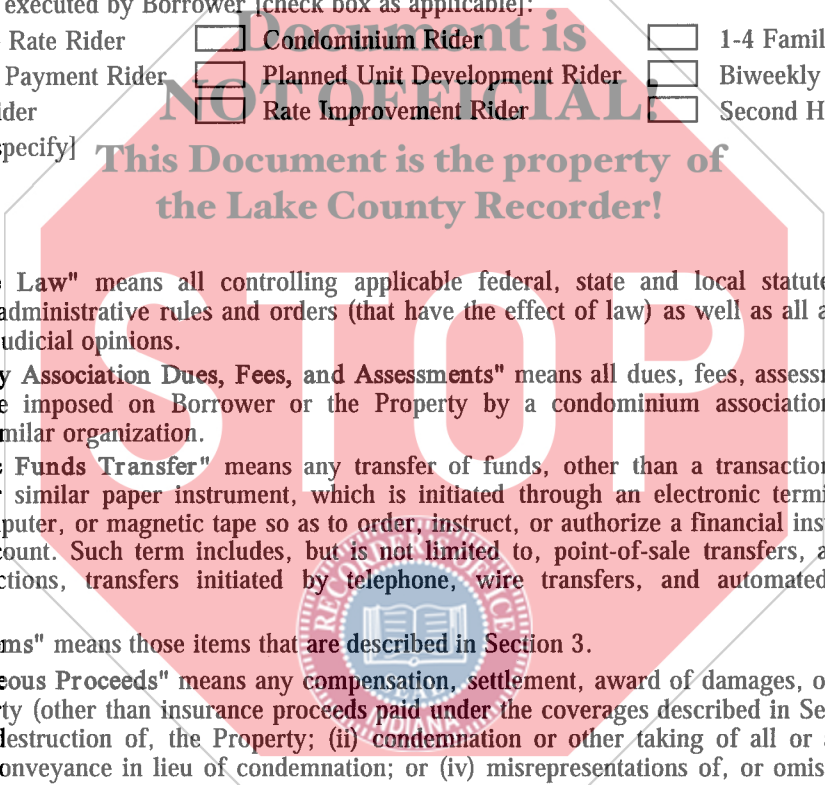 executed by Borrower [check box as applicable]:
Rate Rider Condominium Rider 1-4 Famil
Payment Rider Planned Unit Development Rider Biweekly
ider Rate Improvement Rider Second H
specify]
Document is
NOT OFFICIAL!
This Document is the property of
the Lake County Recorder!
STOP
e Law" means all controlling applicable federal, state and local statute
administrative rules and orders (that have the effect of law) as well as all a
udicial opinions.
y Association Dues, Fees, and Assessments" means all dues, fees, assessm
e imposed on Borrower or the Property by a condominium association
milar organization.
c Funds Transfer" means any transfer of funds, other than a transaction
r similar paper instrument, which is initiated through an electronic termi
puter, or magnetic tape so as to order, instruct, or authorize a financial ins
count. Such term includes, but is not limited to, point-of-sale transfers, a
ctions, transfers initiated by telephone, wire transfers, and automated
ms" means those items that are described in Section 3.
eous Proceeds" means any compensation, settlement, award of damages, o
rty (other than insurance proceeds paid under the coverages described in Se
destruction of, the Property; (ii) condemnation or other taking of all or
onveyance in lieu of condemnation; or (iv) misrepresentations of, or omis
SEAL
INDIANA